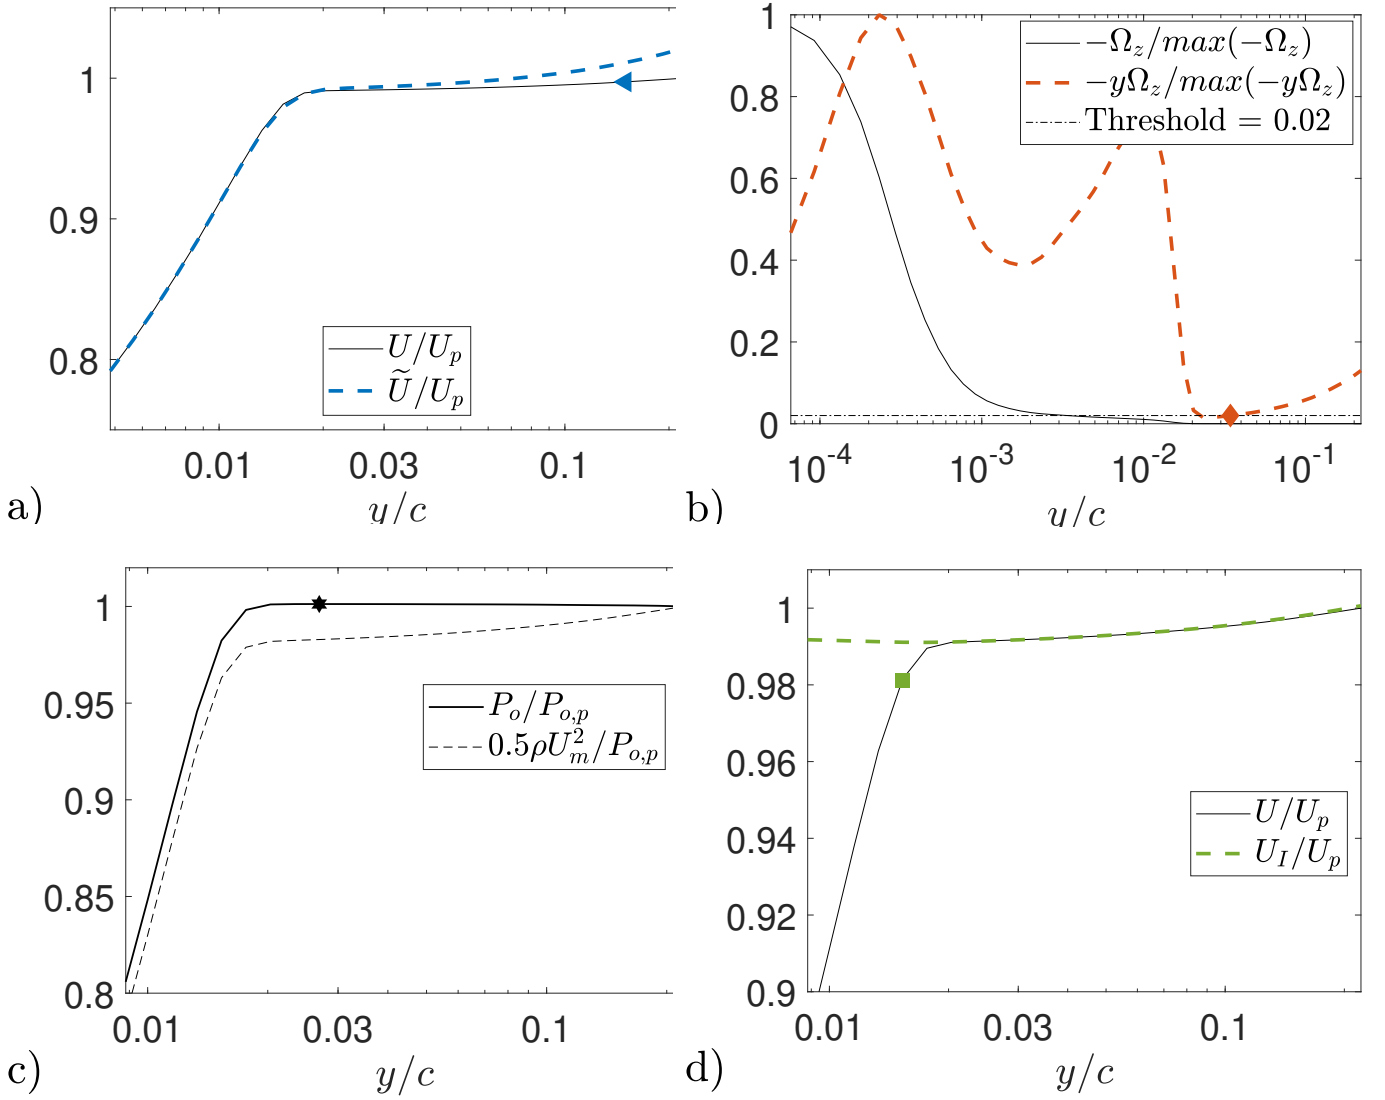 1
0.9
0.8
0.01
0.03
0.1
y/c
U/U_p
Ũ/U_p
a)
1
0.8
0.6
0.4
0.2
0
10^-4
10^-3
10^-2
10^-1
y/c
−Ω_z/max(−Ω_z)
−yΩ_z/max(−yΩ_z)
Threshold = 0.02
b)
1
0.95
0.9
0.85
0.8
0.01
0.03
0.1
y/c
P_o/P_{o,p}
0.5ρU_m^2/P_{o,p}
c)
1
0.98
0.96
0.94
0.92
0.9
0.01
0.03
0.1
y/c
U/U_p
U_I/U_p
d)